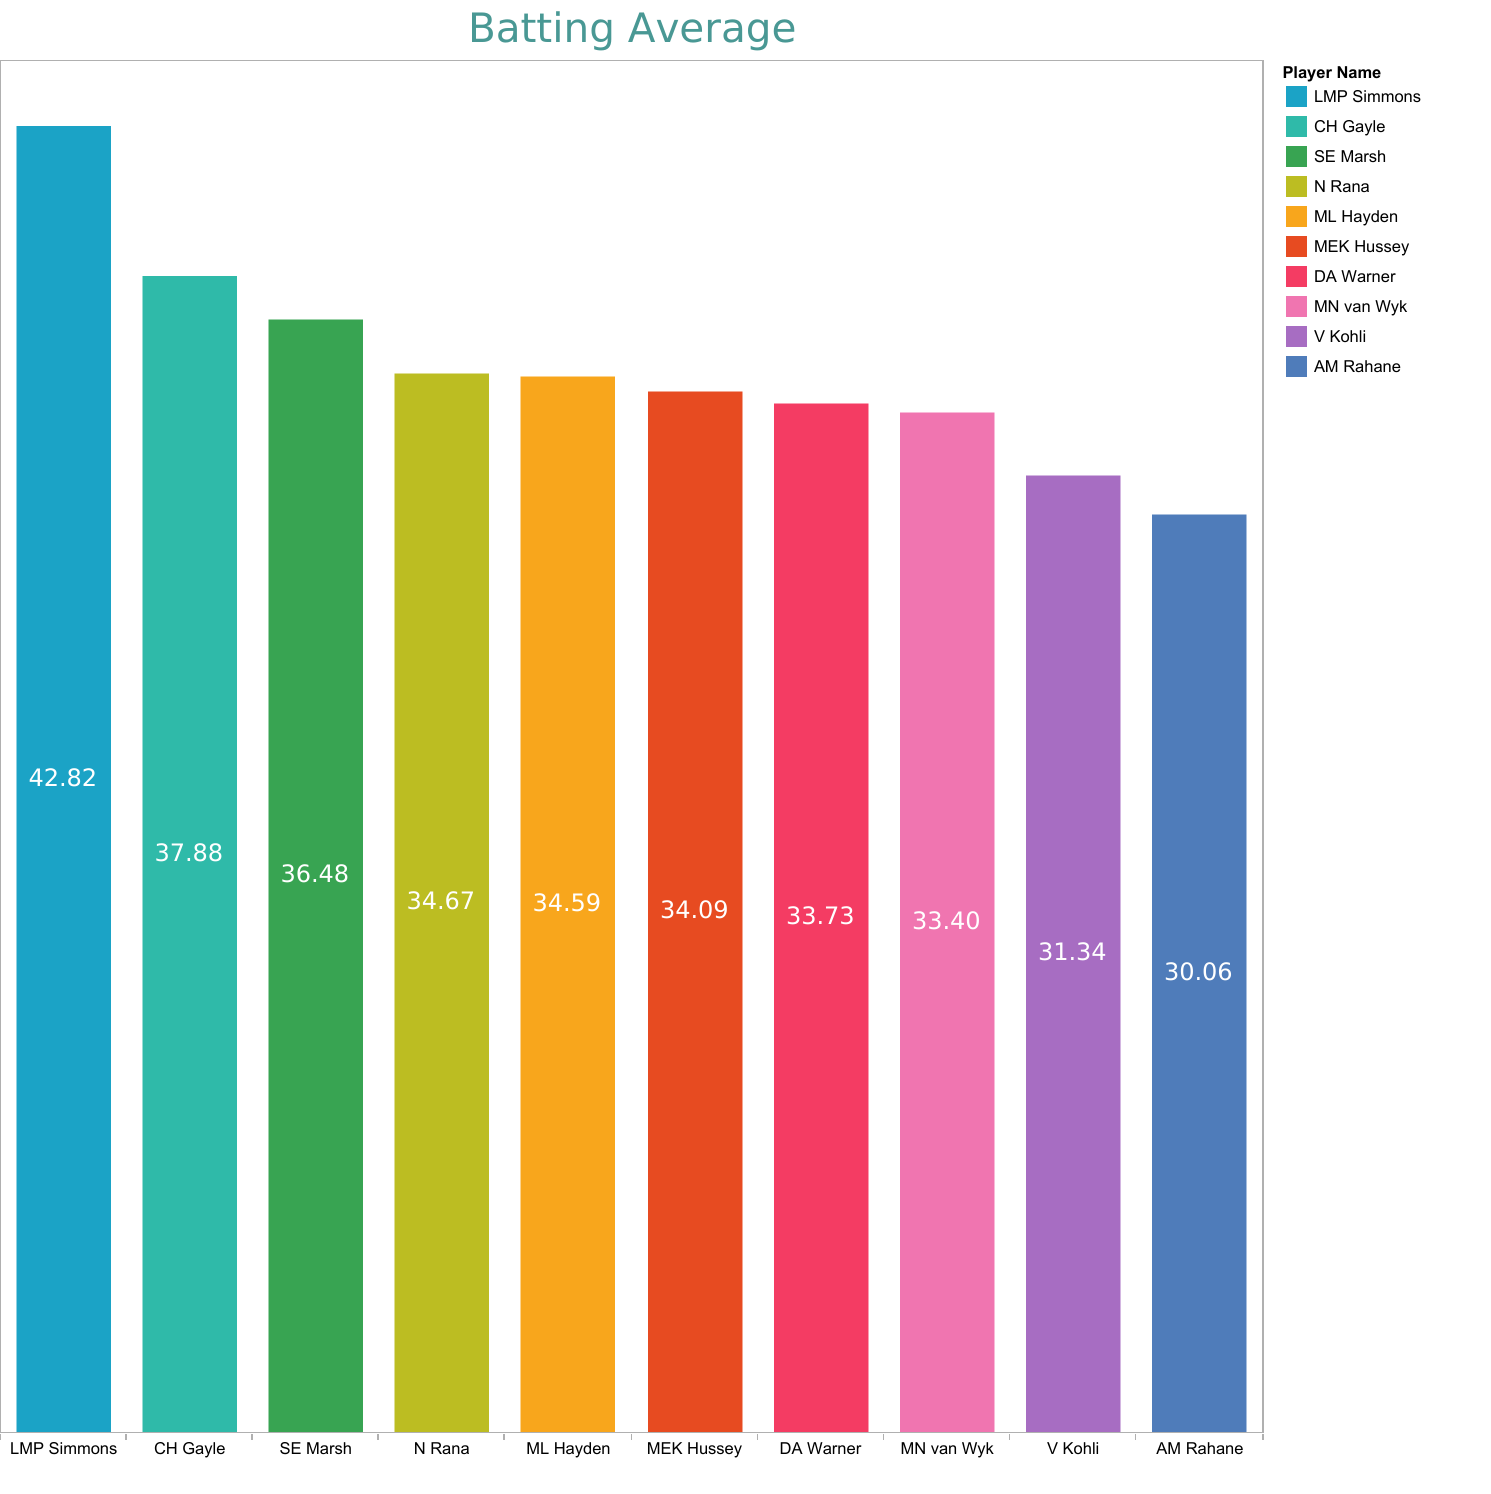 Batting Average
Player Name
LMP Simmons
CH Gayle
SE Marsh
N Rana
ML Hayden
MEK Hussey
DA Warner
MN van Wyk
V Kohli
AM Rahane
42.82
37.88
36.48
34.67
34.59
34.09
33.73
33.40
31.34
30.06
LMP Simmons CH Gayle SE Marsh N Rana ML Hayden MEK Hussey DA Warner MN van Wyk V Kohli AM Rahane